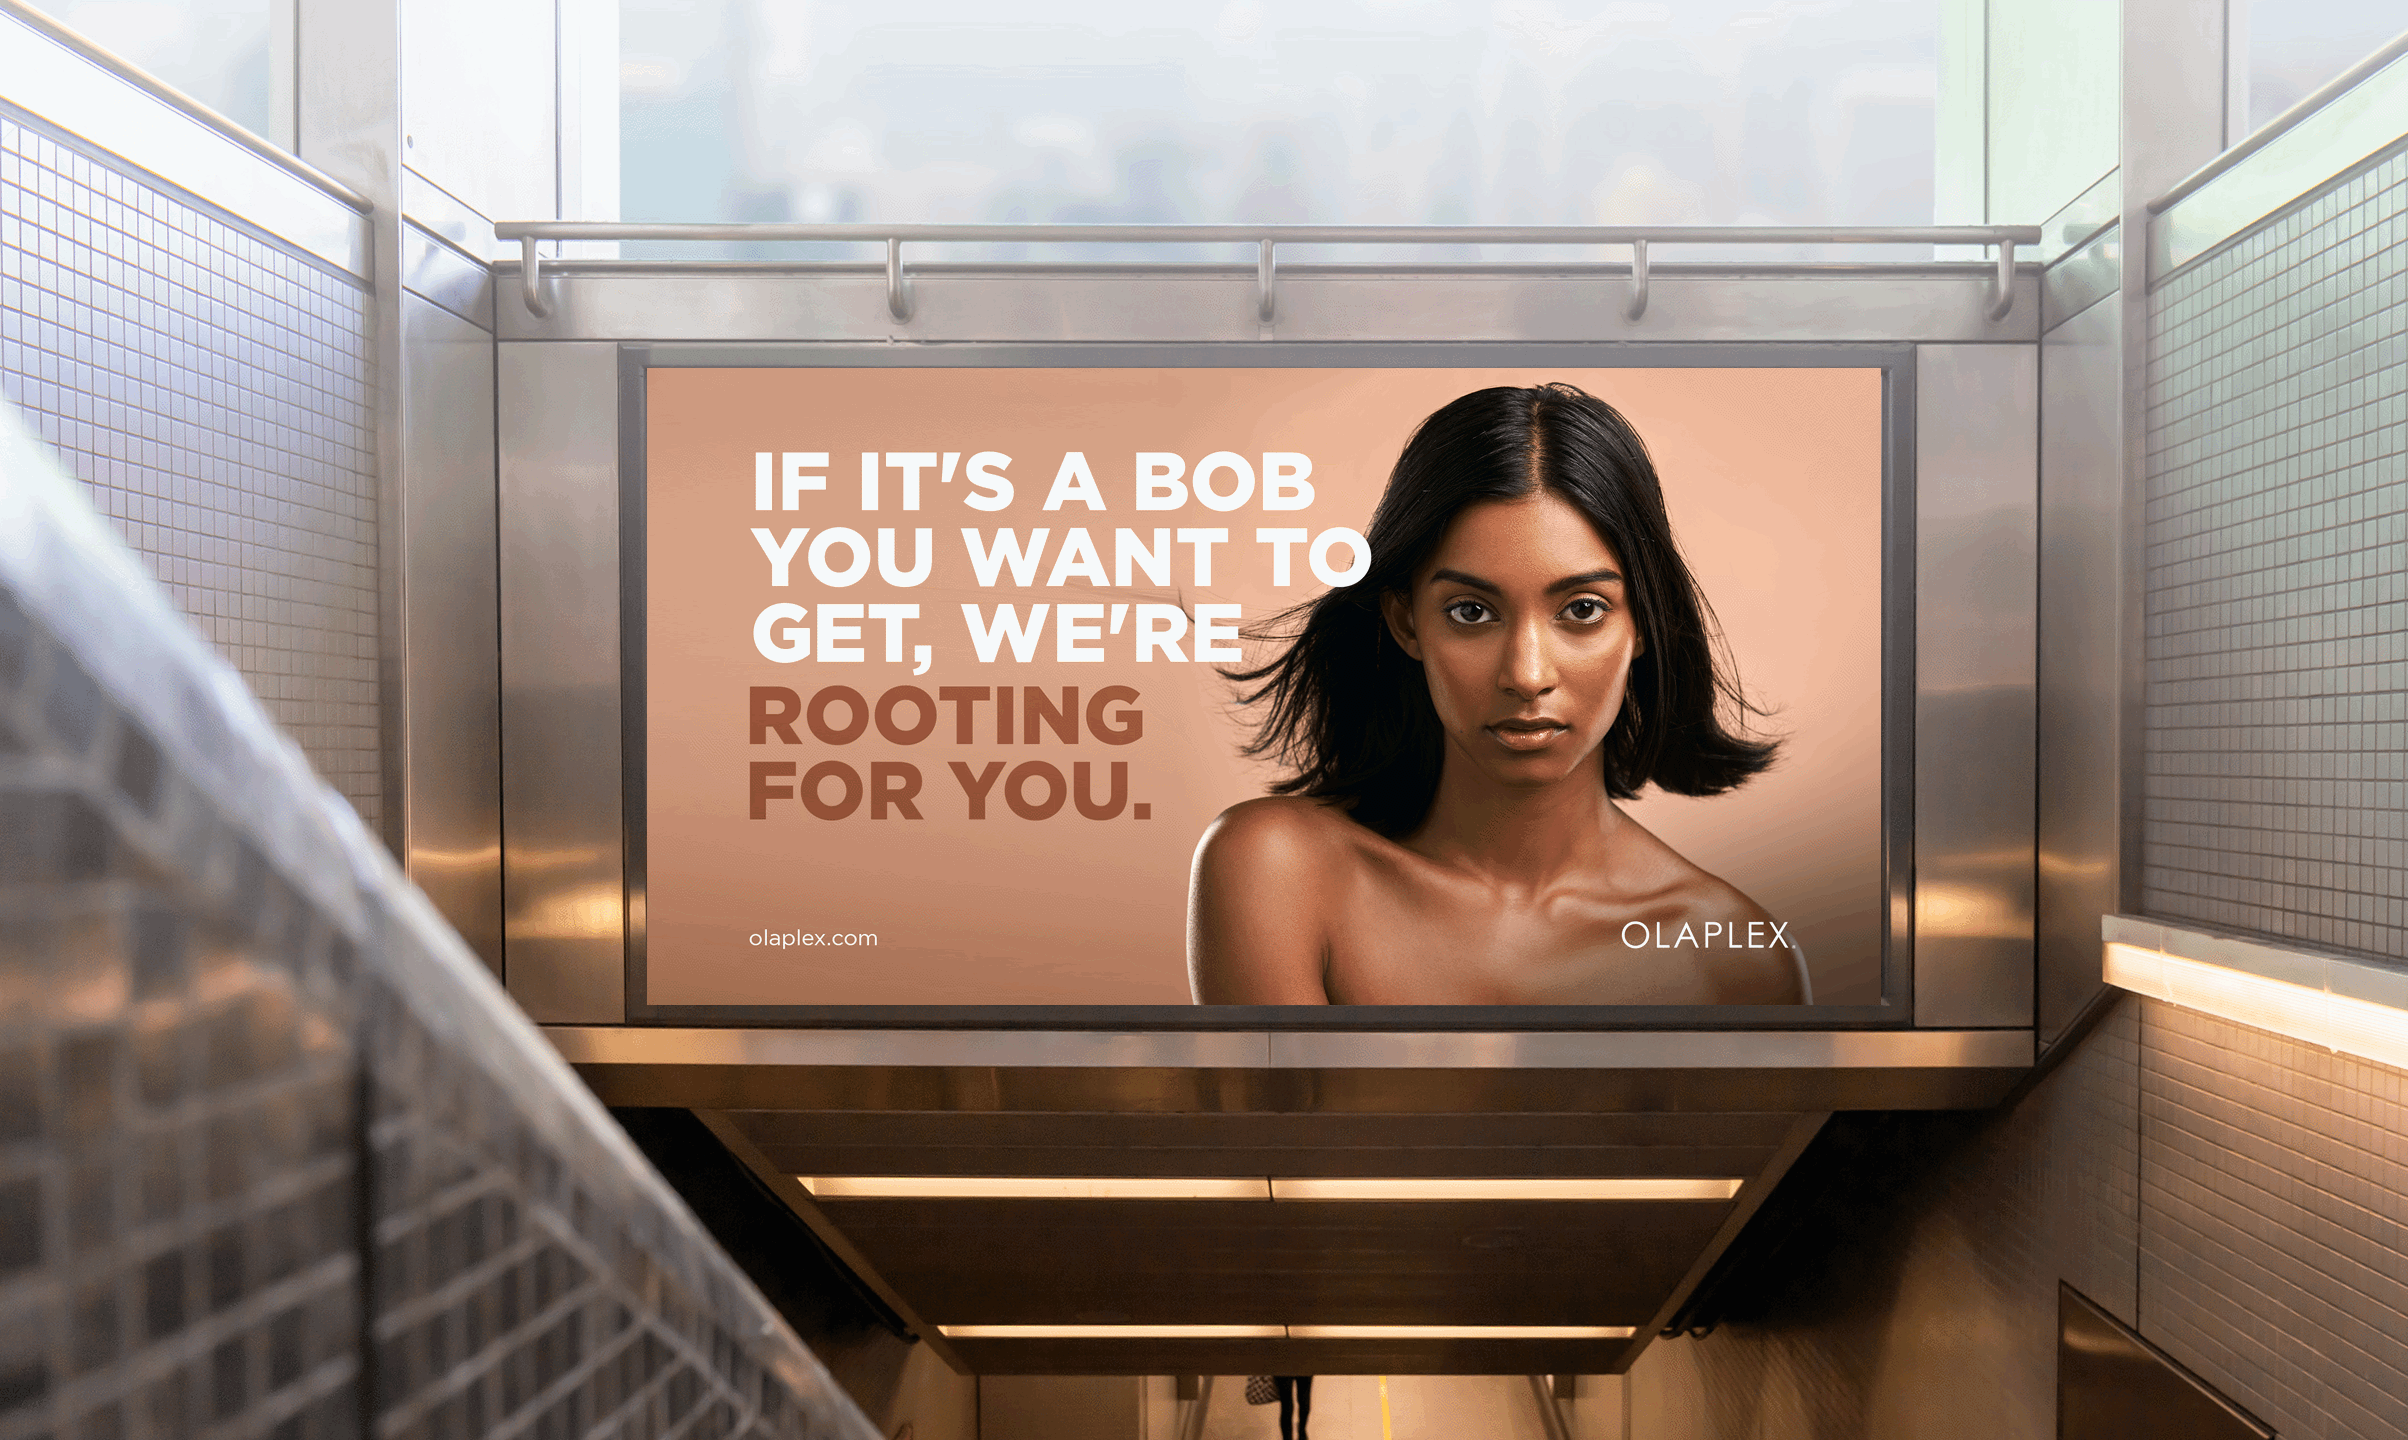 IF IT'S A BOB
YOU WANT TO
GET, WE'RE
ROOTING
FOR YOU.
olaplex.com
OLAPLEX.